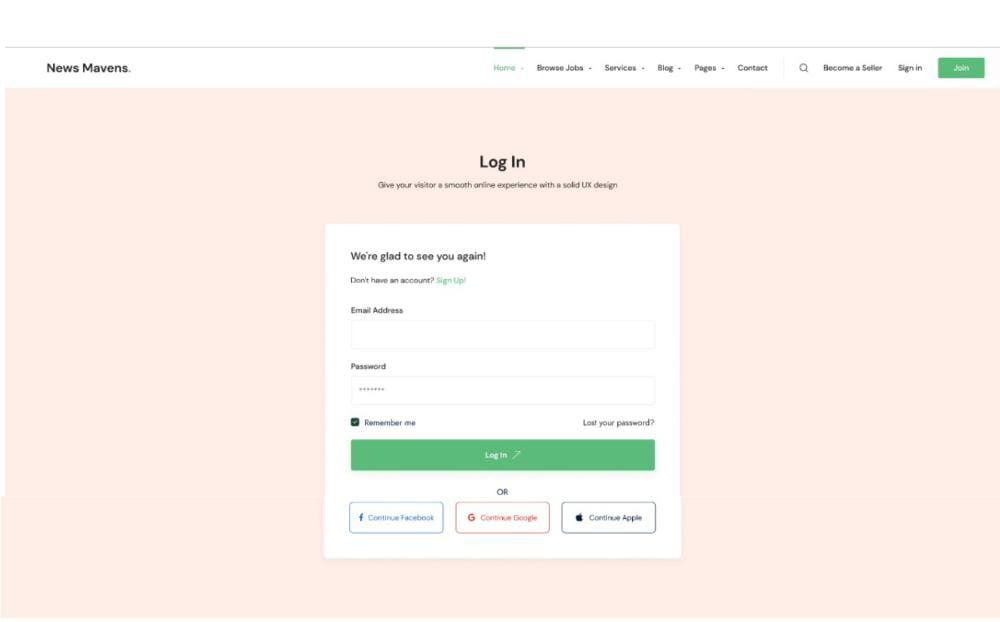 News Mavens.
Home Browse Jobs Services Blog Pages Contact Become a Seller Sign in Join
Log In
Give your visitor a smooth online experience with a solid UX design
We're glad to see you again!
Don't have an account? Sign Up!
Email Address
Password
*******
Remember me Lost your password?
Log In
OR
Continue Facebook Continue Google Continue Apple